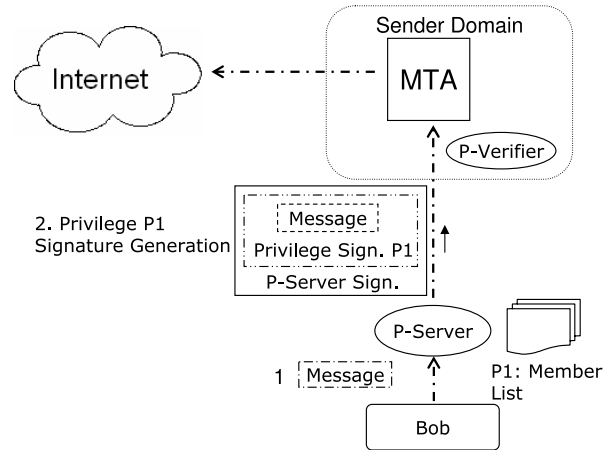 Sender Domain
Internet
MTA
P-Verifier
2. Privilege P1
Signature Generation
Message
Privilege Sign. P1
P-Server Sign.
P-Server
1
Message
P1: Member
List
Bob